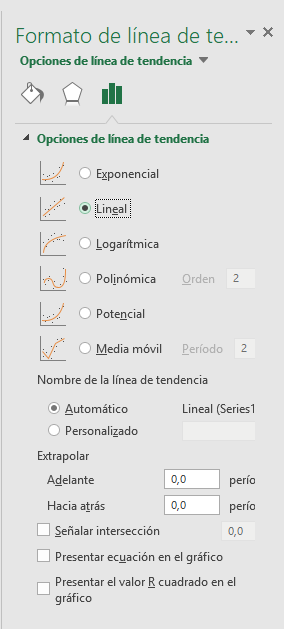 Formato de línea de te...
Opciones de línea de tendencia
Opciones de línea de tendencia
Exponencial
Lineal
Logarítmica
Polinómica Orden 2
Potencial
Media móvil Período 2
Nombre de la línea de tendencia
Automático Lineal (Series1
Personalizado
Extrapolar
Adelante 0,0 perío
Hacia atrás 0,0 perío
Señalar intersección 0,0
Presentar ecuación en el gráfico
Presentar el valor R cuadrado en el
gráfico